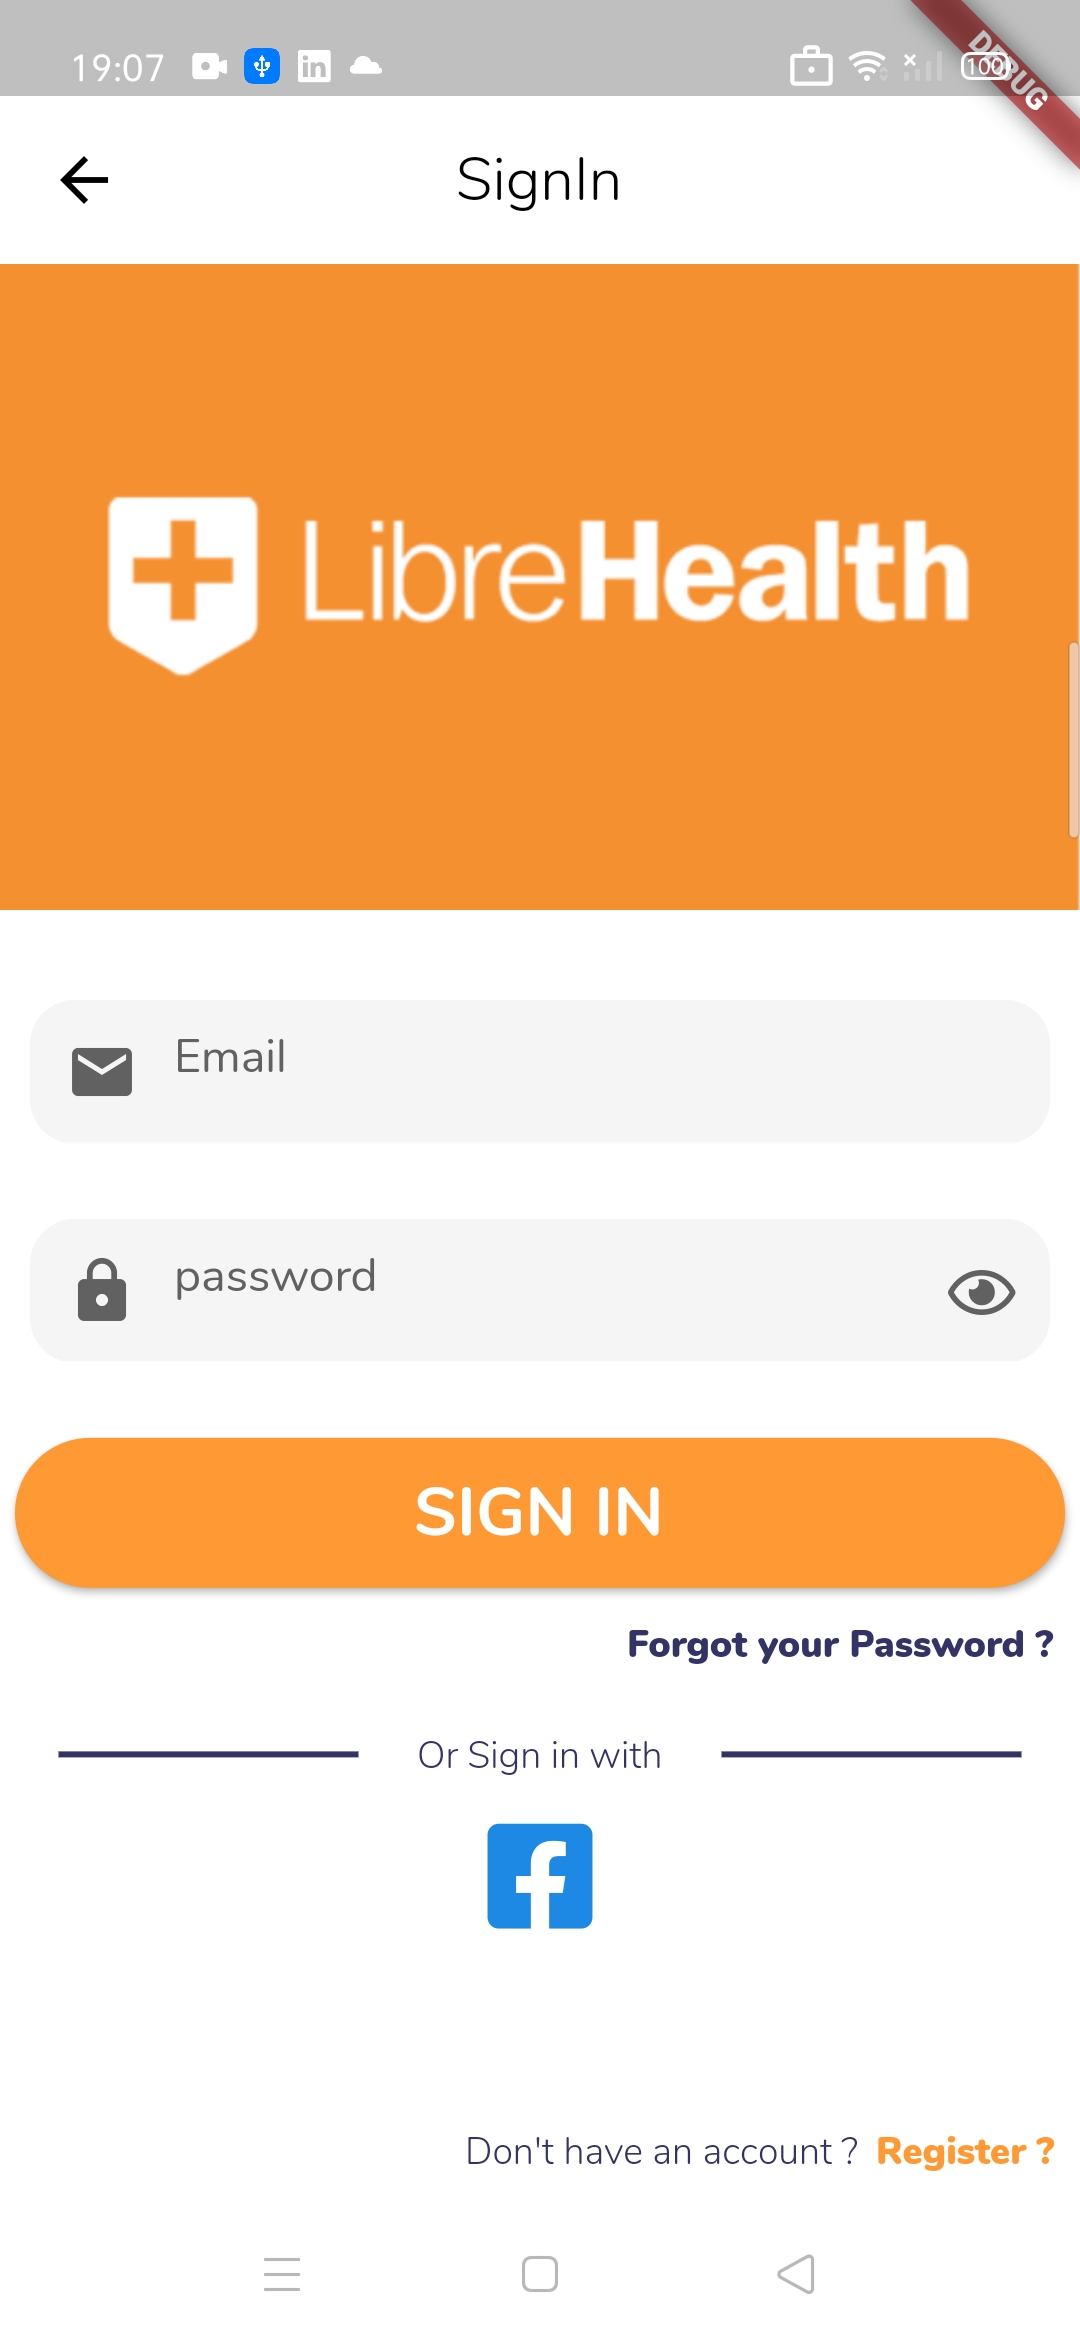 19:07
100
DEBUG
SignIn
LibreHealth
Email
password
SIGN IN
Forgot your Password ?
Or Sign in with
Don't have an account ? Register ?